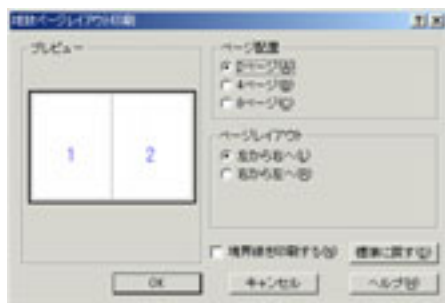 複数ページレイアウト印刷
プレビュー
1 2
ページ配置
2ページ(A)
4ページ(B)
8ページ(C)
ページレイアウト
左から右へ(L)
右から左へ(R)
境界線を印刷する(N)
標準に戻す(D)
OK
キャンセル
ヘルプ(H)